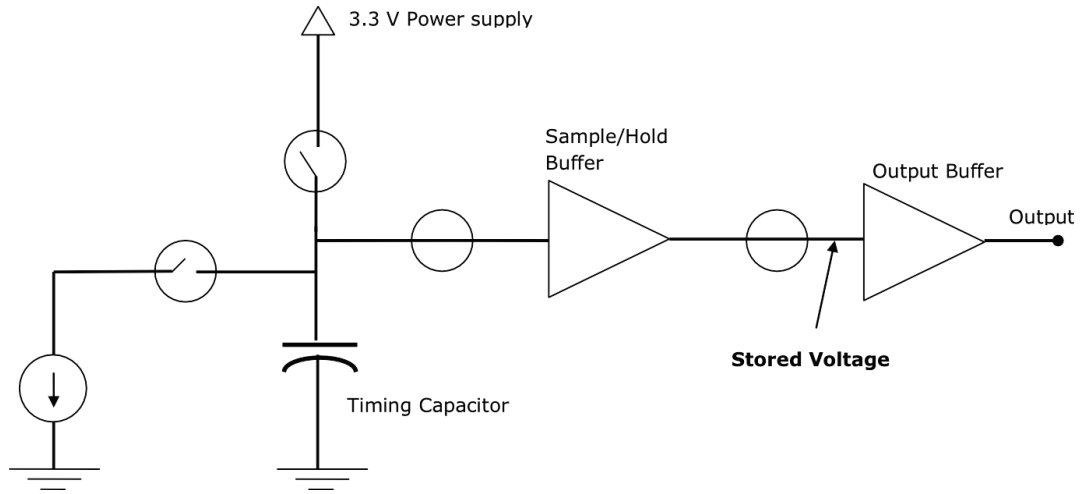 3.3 V Power supply
Sample/Hold
Buffer
Output Buffer
Output
Stored Voltage
Timing Capacitor